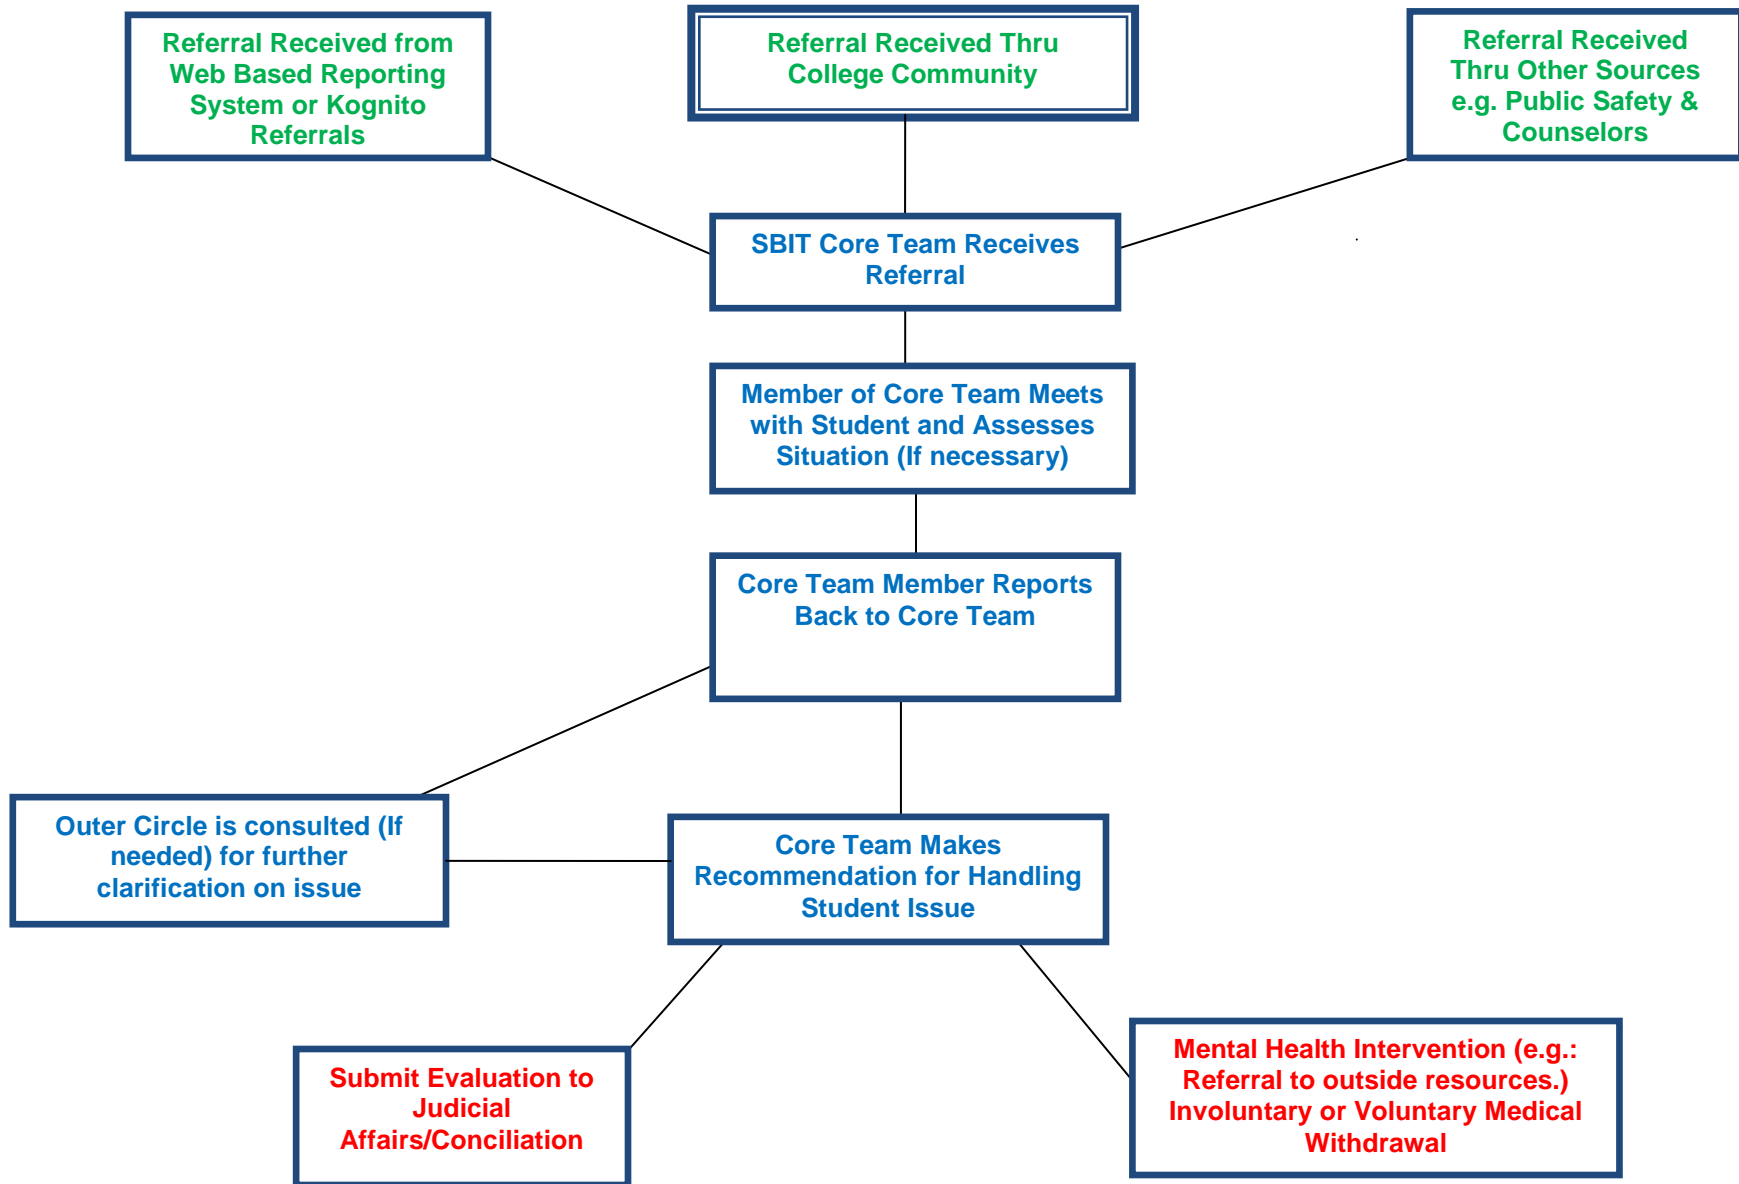 Referral Received from
Web Based Reporting
System or Kognito
Referrals
Referral Received Thru
College Community
Referral Received
Thru Other Sources
e.g. Public Safety &
Counselors
SBIT Core Team Receives
Referral
Member of Core Team Meets
with Student and Assesses
Situation (If necessary)
Core Team Member Reports
Back to Core Team
Outer Circle is consulted (If
needed) for further
clarification on issue
Core Team Makes
Recommendation for Handling
Student Issue
Submit Evaluation to
Judicial
Affairs/Conciliation
Mental Health Intervention (e.g.:
Referral to outside resources.)
Involuntary or Voluntary Medical
Withdrawal